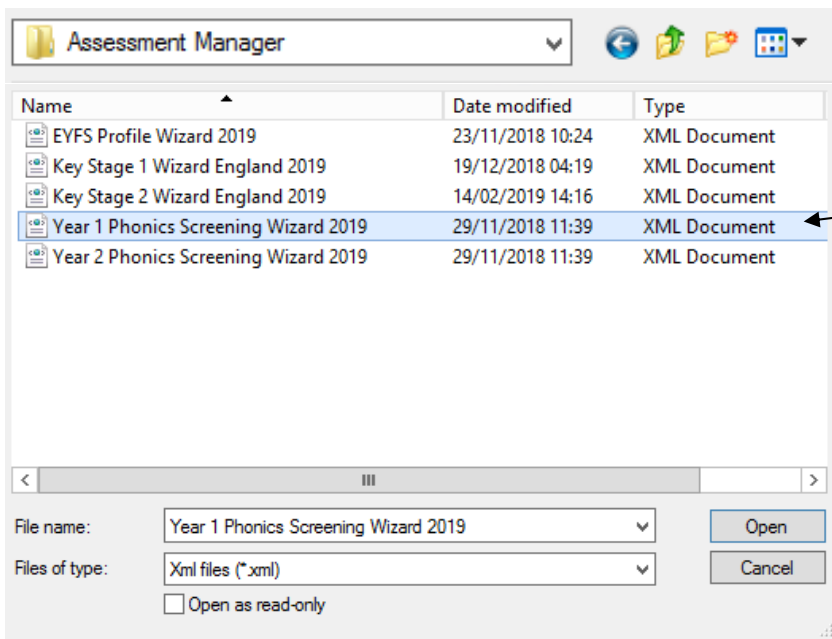 Assessment Manager
Name Date modified Type
EYFS Profile Wizard 2019 23/11/2018 10:24 XML Document
Key Stage 1 Wizard England 2019 19/12/2018 04:19 XML Document
Key Stage 2 Wizard England 2019 14/02/2019 14:16 XML Document
Year 1 Phonics Screening Wizard 2019 29/11/2018 11:39 XML Document
Year 2 Phonics Screening Wizard 2019 29/11/2018 11:39 XML Document
File name: Year 1 Phonics Screening Wizard 2019 Open
Files of type: Xml files (*.xml) Cancel
Open as read-only